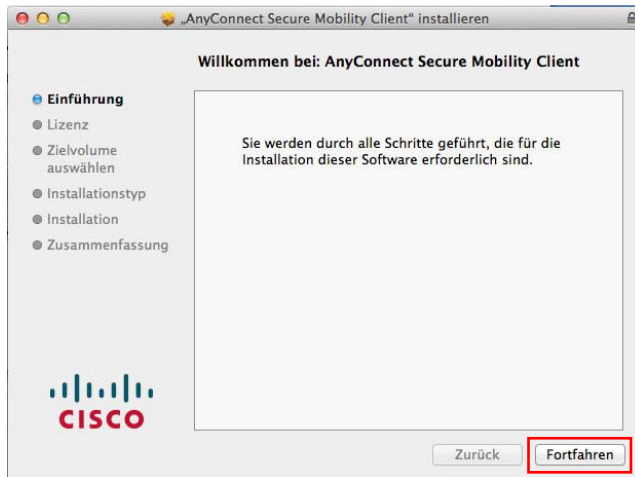 „AnyConnect Secure Mobility Client“ installieren
Willkommen bei: AnyConnect Secure Mobility Client
Einführung
Lizenz
Zielvolume
auswählen
Installationstyp
Installation
Zusammenfassung
Sie werden durch alle Schritte geführt, die für die
Installation dieser Software erforderlich sind.
CISCO
Zurück
Fortfahren